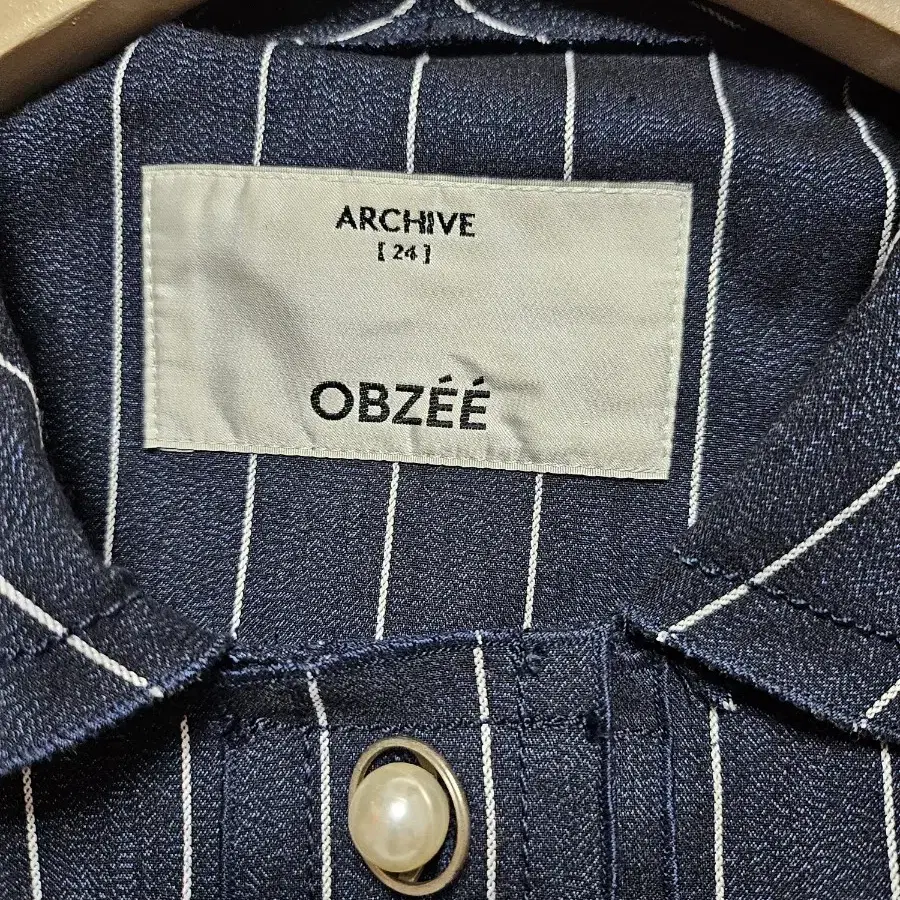 ARCHIVE
[ 24 ]
OBZÉÉ